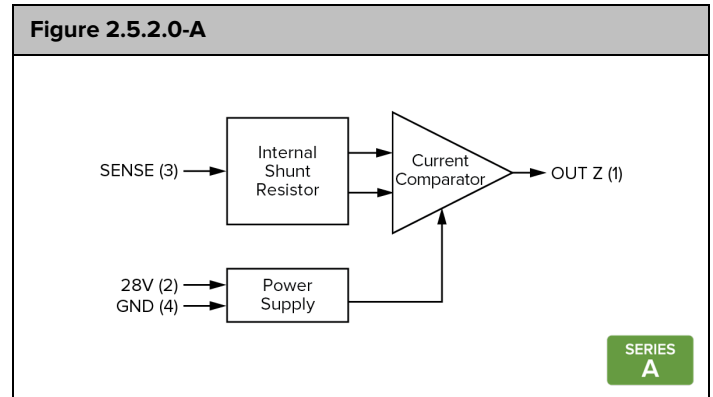 Figure 2.5.2.0-A
SENSE (3)
Internal
Shunt
Resistor
Current
Comparator
OUT Z (1)
28V (2)
GND (4)
Power
Supply
SERIES
A